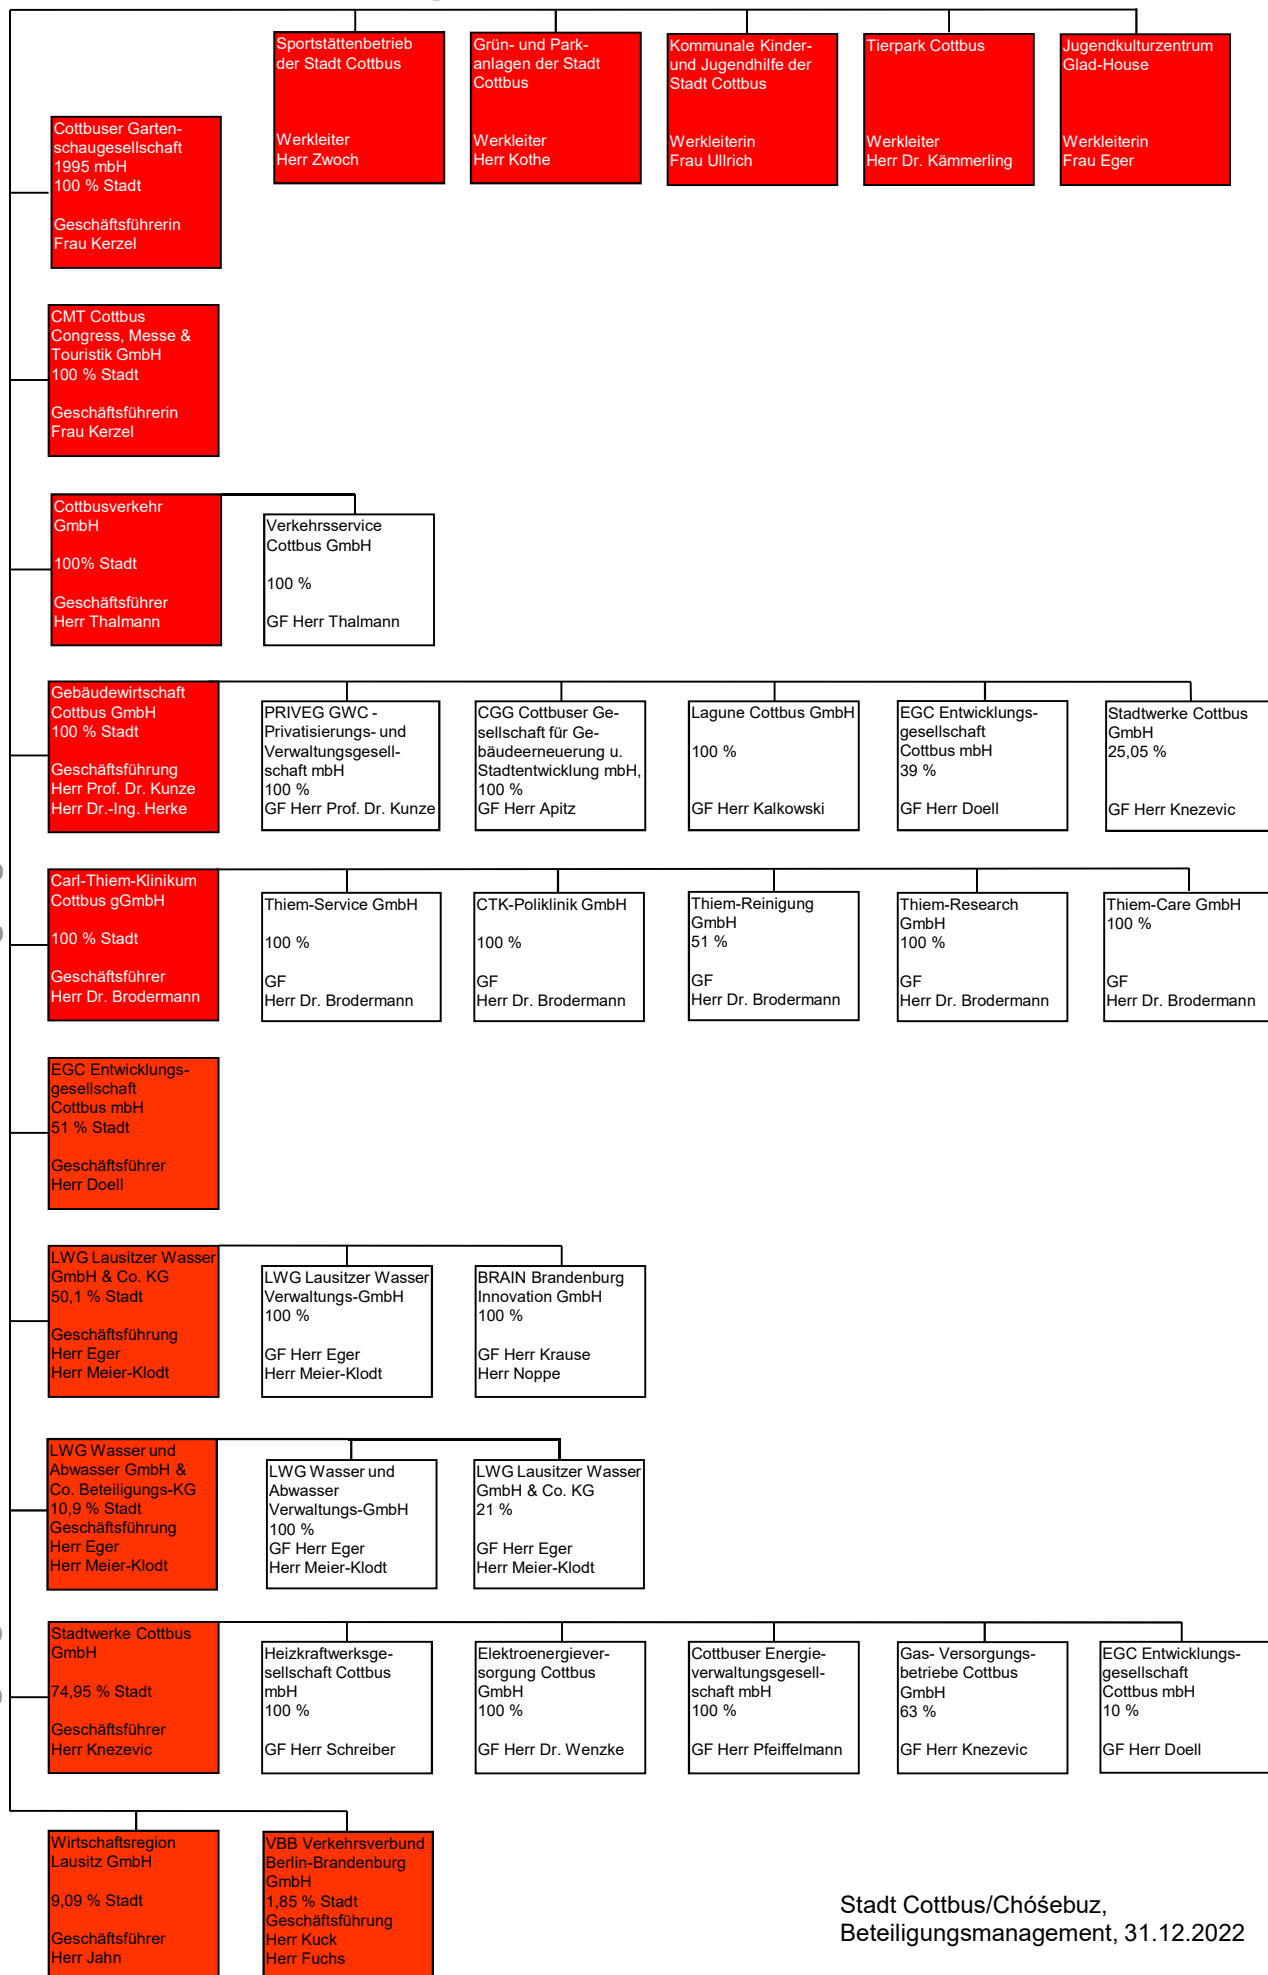 Sportstättenbetrieb
der Stadt Cottbus
Werkleiter
Herr Zwoch
Grün- und Park-
anlagen der Stadt
Cottbus
Werkleiter
Herr Kothe
Kommunale Kinder-
und Jugendhilfe der
Stadt Cottbus
Werkleiterin
Frau Ullrich
Tierpark Cottbus
Werkleiter
Herr Dr. Kämmerling
Jugendkulturzentrum
Glad-House
Werkleiterin
Frau Eger
Cottbuser Garten-
schaugesellschaft
1995 mbH
100 % Stadt
Geschäftsführerin
Frau Kerzel
CMT Cottbus
Congress, Messe &
Touristik GmbH
100 % Stadt
Geschäftsführerin
Frau Kerzel
Cottbusverkehr
GmbH
100% Stadt
Geschäftsführer
Herr Thalmann
Verkehrsservice
Cottbus GmbH
100 %
GF Herr Thalmann
Gebäudewirtschaft
Cottbus GmbH
100 % Stadt
Geschäftsführung
Herr Prof. Dr. Kunze
Herr Dr.-Ing. Herke
PRIVEG GWC -
Privatisierungs- und
Verwaltungsgesell-
schaft mbH
100 %
GF Herr Prof. Dr. Kunze
CGG Cottbuser Ge-
sellschaft für Ge-
bäudeerneuerung u.
Stadtentwicklung mbH,
100 %
GF Herr Apitz
Lagune Cottbus GmbH
100 %
GF Herr Kalkowski
EGC Entwicklungs-
gesellschaft
Cottbus mbH
39 %
GF Herr Doell
Stadtwerke Cottbus
GmbH
25,05 %
GF Herr Knezevic
Carl-Thiem-Klinikum
Cottbus gGmbH
100 % Stadt
Geschäftsführer
Herr Dr. Brodermann
Thiem-Service GmbH
100 %
GF
Herr Dr. Brodermann
CTK-Poliklinik GmbH
100 %
GF
Herr Dr. Brodermann
Thiem-Reinigung
GmbH
51 %
GF
Herr Dr. Brodermann
Thiem-Research
GmbH
100 %
GF
Herr Dr. Brodermann
Thiem-Care GmbH
100 %
GF
Herr Dr. Brodermann
EGC Entwicklungs-
gesellschaft
Cottbus mbH
51 % Stadt
Geschäftsführer
Herr Doell
LWG Lausitzer Wasser
GmbH & Co. KG
50,1 % Stadt
Geschäftsführung
Herr Eger
Herr Meier-Klodt
LWG Lausitzer Wasser
Verwaltungs-GmbH
100 %
GF Herr Eger
Herr Meier-Klodt
BRAIN Brandenburg
Innovation GmbH
100 %
GF Herr Krause
Herr Noppe
LWG Wasser und
Abwasser GmbH &
Co. Beteiligungs-KG
10,9 % Stadt
Geschäftsführung
Herr Eger
Herr Meier-Klodt
LWG Wasser und
Abwasser
Verwaltungs-GmbH
100 %
GF Herr Eger
Herr Meier-Klodt
LWG Lausitzer Wasser
GmbH & Co. KG
21 %
GF Herr Eger
Herr Meier-Klodt
Stadtwerke Cottbus
GmbH
74,95 % Stadt
Geschäftsführer
Herr Knezevic
Heizkraftwerksge-
sellschaft Cottbus
mbH
100 %
GF Herr Schreiber
Elektroenergiever-
sorgung Cottbus
GmbH
100 %
GF Herr Dr. Wenzke
Cottbuser Energie-
verwaltungsgesell-
schaft mbH
100 %
GF Herr Pfeiffelmann
Gas- Versorgungs-
betriebe Cottbus
GmbH
63 %
GF Herr Knezevic
EGC Entwicklungs-
gesellschaft
Cottbus mbH
10 %
GF Herr Doell
Wirtschaftsregion
Lausitz GmbH
9,09 % Stadt
Geschäftsführer
Herr Jahn
VBB Verkehrsverbund
Berlin-Brandenburg
GmbH
1,85 % Stadt
Geschäftsführung
Herr Kuck
Herr Fuchs
Stadt Cottbus/Chóśebuz,
Beteiligungsmanagement, 31.12.2022